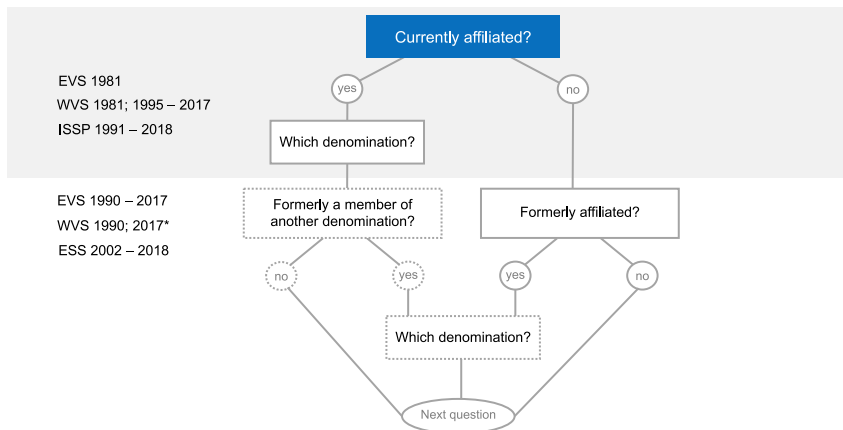 Currently affiliated?
EVS 1981
WVS 1981; 1995 – 2017
ISSP 1991 – 2018
yes
no
Which denomination?
EVS 1990 – 2017
WVS 1990; 2017*
ESS 2002 – 2018
Formerly a member of
another denomination?
Formerly affiliated?
no
yes
yes
no
Which denomination?
Next question